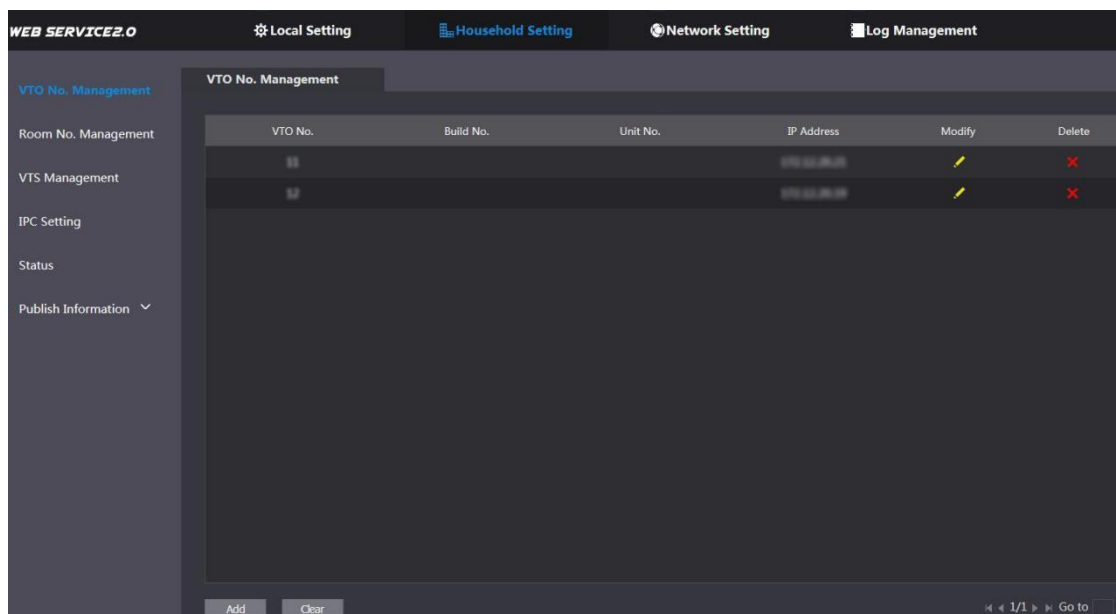 WEB SERVICE2.0 Local Setting Household Setting Network Setting Log Management
VTO No. Management
VTO No. Management
Room No. Management
VTS Management
IPC Setting
Status
Publish Information
VTO No. Build No. Unit No. IP Address Modify Delete
Add Clear 1/1 Go to